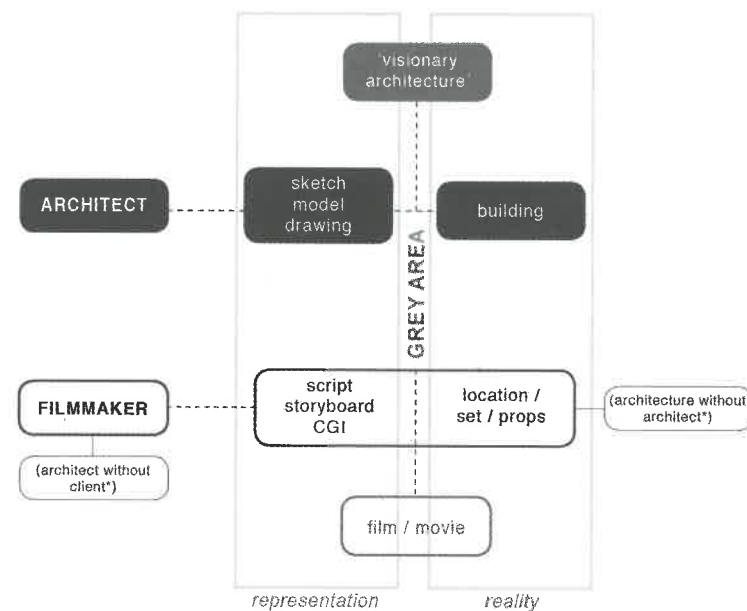 'visionary
architecture'
ARCHITECT
sketch
model
drawing
building
GREY AREA
FILMMAKER
script
storyboard
CGI
location /
set / props
(architecture without
architect*)
(architect without
client*)
film / movie
representation
reality